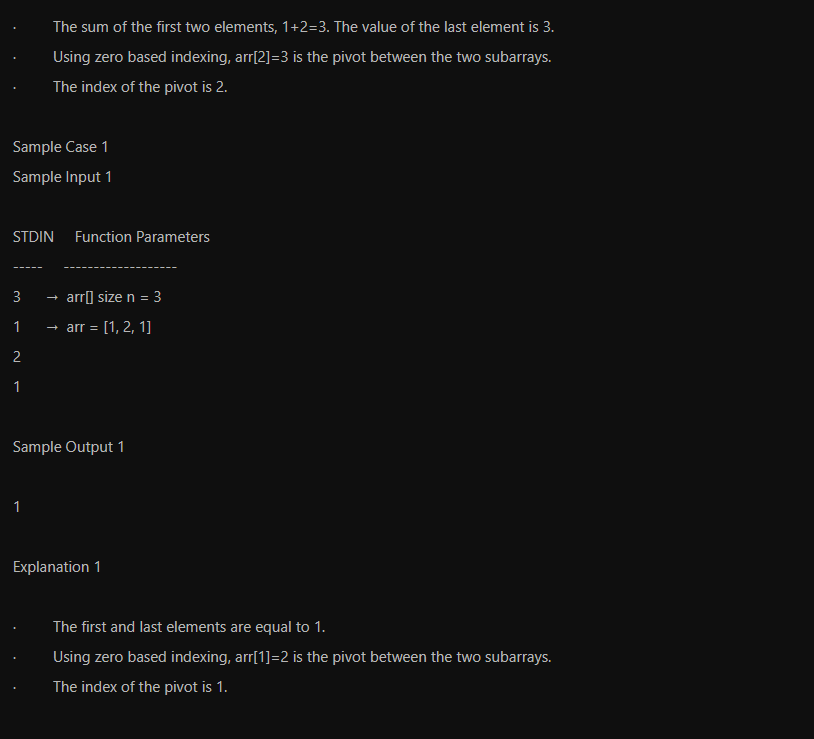 · The sum of the first two elements, 1+2=3. The value of the last element is 3.
· Using zero based indexing, arr[2]=3 is the pivot between the two subarrays.
· The index of the pivot is 2.
Sample Case 1
Sample Input 1
STDIN Function Parameters
----- -------------------
3 → arr[] size n = 3
1 → arr = [1, 2, 1]
2
1
Sample Output 1
1
Explanation 1
· The first and last elements are equal to 1.
· Using zero based indexing, arr[1]=2 is the pivot between the two subarrays.
· The index of the pivot is 1.